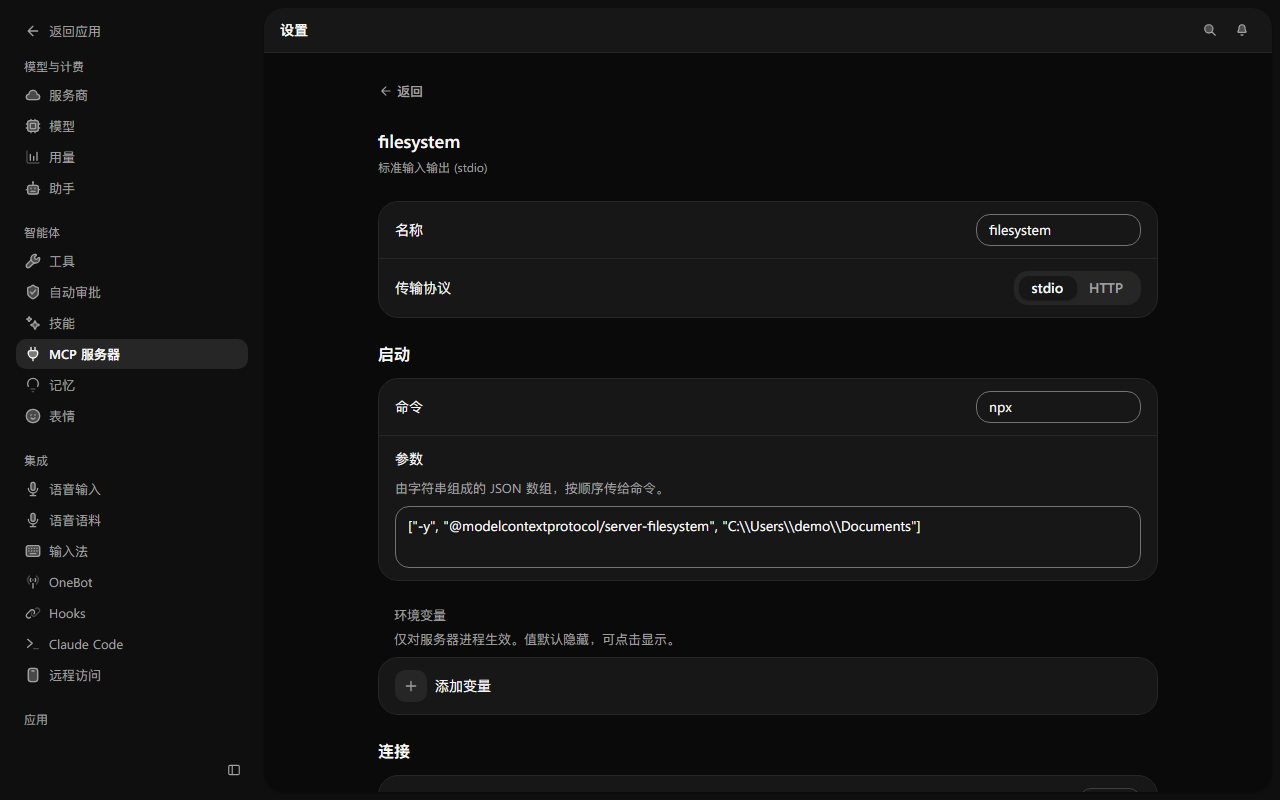 返回应用
模型与计费
服务商
模型
用量
助手
智能体
工具
自动审批
技能
MCP 服务器
记忆
表情
集成
语音输入
语音语料
输入法
OneBot
Hooks
Claude Code
远程访问
应用
设置
返回
filesystem
标准输入输出 (stdio)
名称
filesystem
传输协议
stdio
HTTP
启动
命令
npx
参数
由字符串组成的 JSON 数组，按顺序传给命令。
["-y", "@modelcontextprotocol/server-filesystem", "C:\\Users\\demo\\Documents"]
环境变量
仅对服务器进程生效。值默认隐藏，可点击显示。
添加变量
连接